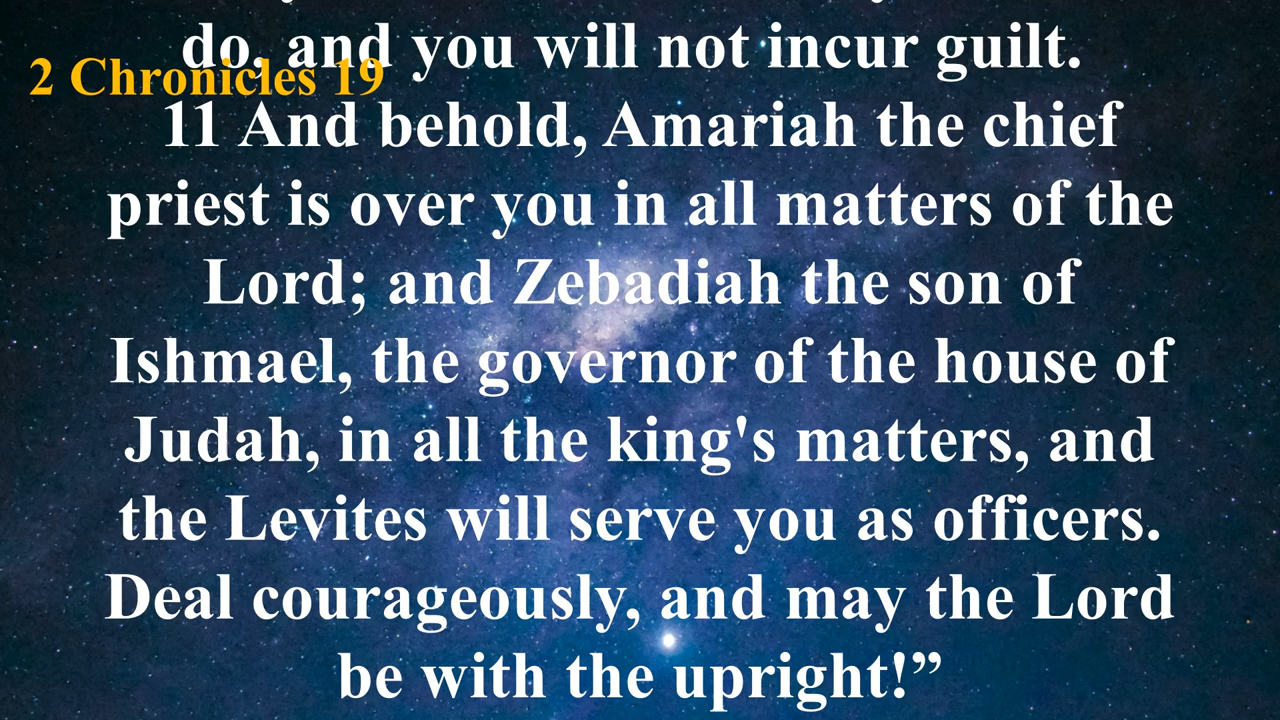 do, and you will not incur guilt.
2 Chronicles 19
11 And behold, Amariah the chief
priest is over you in all matters of the
Lord; and Zebadiah the son of
Ishmael, the governor of the house of
Judah, in all the king's matters, and
the Levites will serve you as officers.
Deal courageously, and may the Lord
be with the upright!”